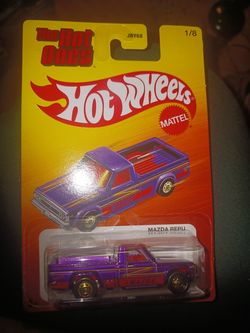 The Hot Ones
1/8
Hot Wheels
MATTEL
MAZDA REPU